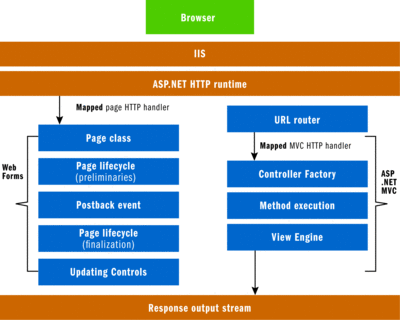 Browser
IIS
ASP.NET HTTP runtime
Mapped page HTTP handler
Web
Forms
Page class
Page lifecycle
(preliminaries)
Postback event
Page lifecycle
(finalization)
Updating Controls
URL router
Mapped MVC HTTP handler
Controller Factory
Method execution
View Engine
ASP
.NET
MVC
Response output stream